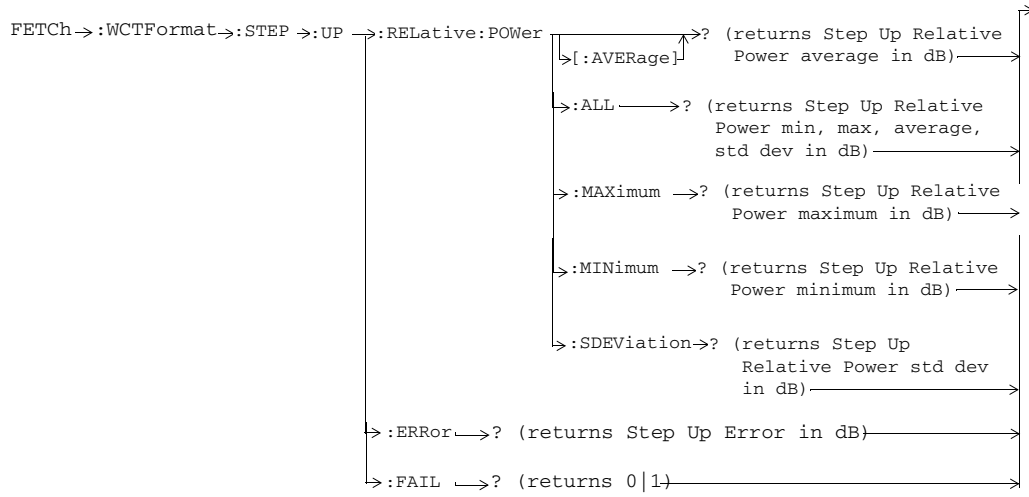 FETCh :WCTFormat :STEP :UP :RELative:POWer ? (returns Step Up Relative
[:AVERage] Power average in dB)
:ALL ? (returns Step Up Relative
Power min, max, average,
std dev in dB)
:MAXimum ? (returns Step Up Relative
Power maximum in dB)
:MINimum ? (returns Step Up Relative
Power minimum in dB)
:SDEViation ? (returns Step Up
Relative Power std dev
in dB)
:ERRor ? (returns Step Up Error in dB)
:FAIL ? (returns 0|1)